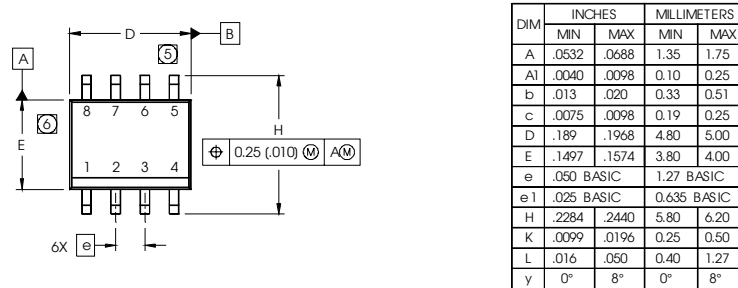 D
B
5
A
8 7 6 5
6
E
H
⌖ 0.25 (.010) Ⓜ AⓂ
1 2 3 4
6X e
DIM INCHES MILLIMETERS
MIN MAX MIN MAX
A .0532 .0688 1.35 1.75
A1 .0040 .0098 0.10 0.25
b .013 .020 0.33 0.51
c .0075 .0098 0.19 0.25
D .189 .1968 4.80 5.00
E .1497 .1574 3.80 4.00
e .050 BASIC 1.27 BASIC
e1 .025 BASIC 0.635 BASIC
H .2284 .2440 5.80 6.20
K .0099 .0196 0.25 0.50
L .016 .050 0.40 1.27
y 0° 8° 0° 8°